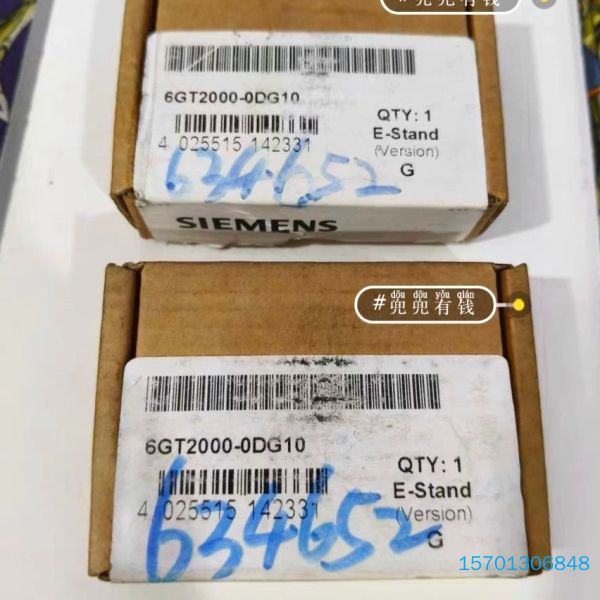 #兜兜有钱
6GT2000-0DG10
QTY: 1
E-Stand
(Version)
G
4 025515 142331
634652
SIEMENS
dōu dōu yǒu qián
#兜兜有钱
6GT2000-0DG10
QTY: 1
E-Stand
(Version)
G
4 025515 142331
634652
15701306848